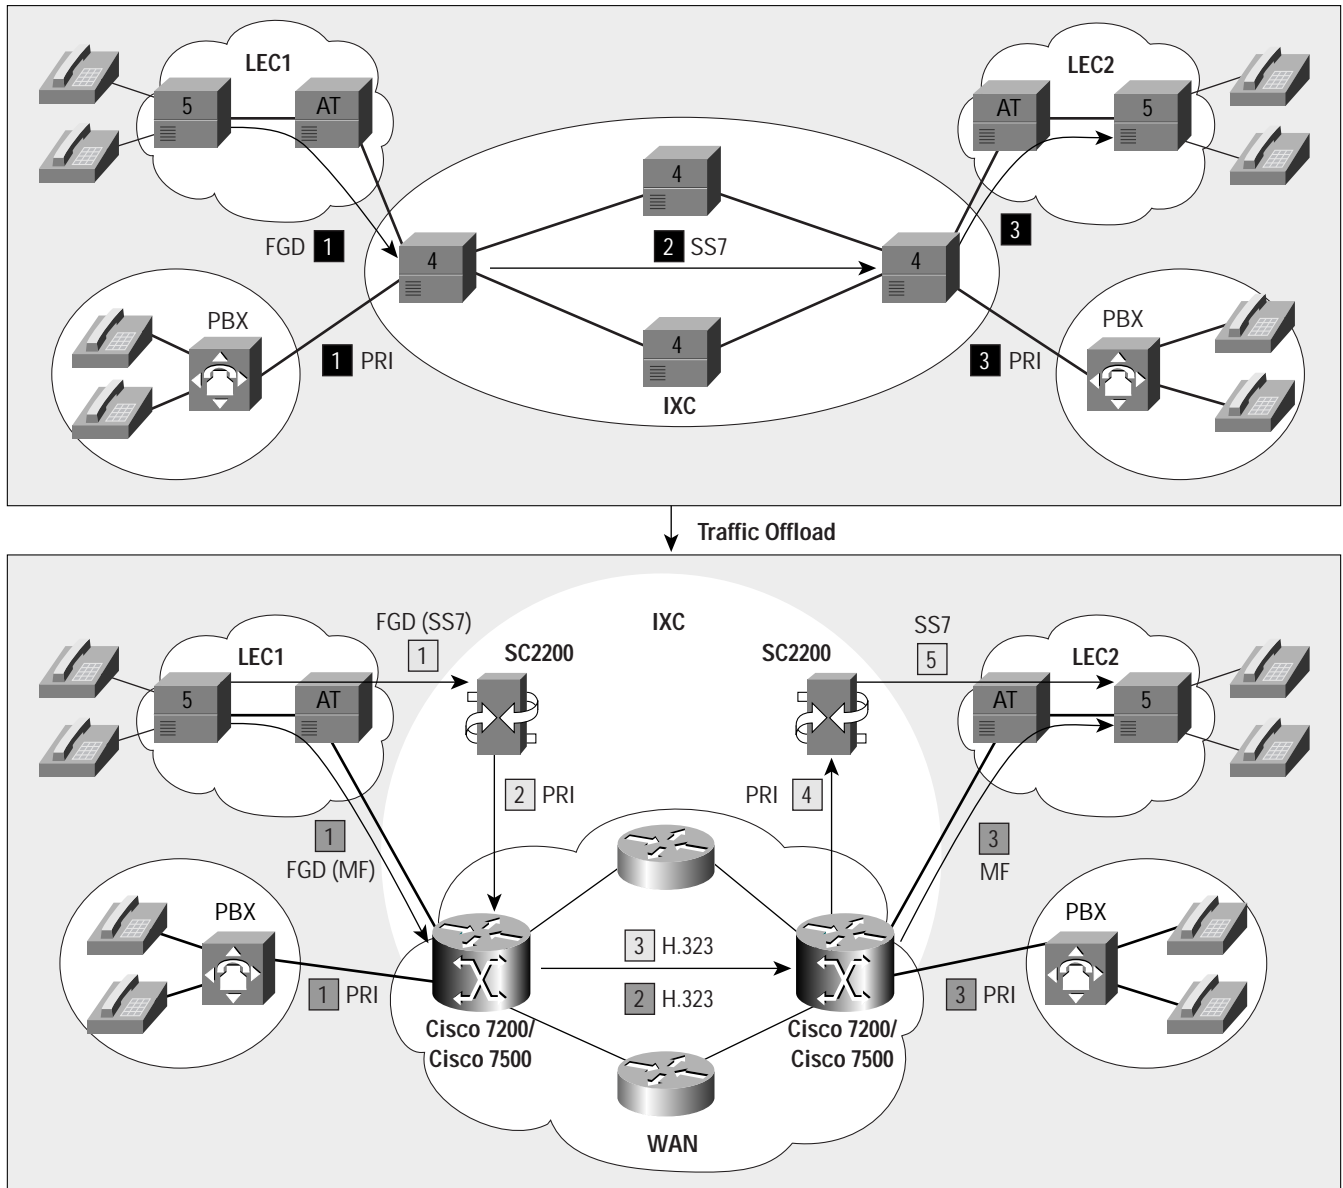 LEC1
5
AT
FGD 1
PBX
1 PRI
4
4
2 SS7
4
4
IXC
LEC2
AT
5
3
PBX
3 PRI
Traffic Offload
IXC
FGD (SS7)
1
LEC1
5
AT
SC2200
2 PRI
1
FGD (MF)
PBX
1 PRI
SC2200
PRI 4
SS7
5
LEC2
AT
5
3
MF
PBX
3 PRI
3 H.323
2 H.323
Cisco 7200/
Cisco 7500
Cisco 7200/
Cisco 7500
WAN